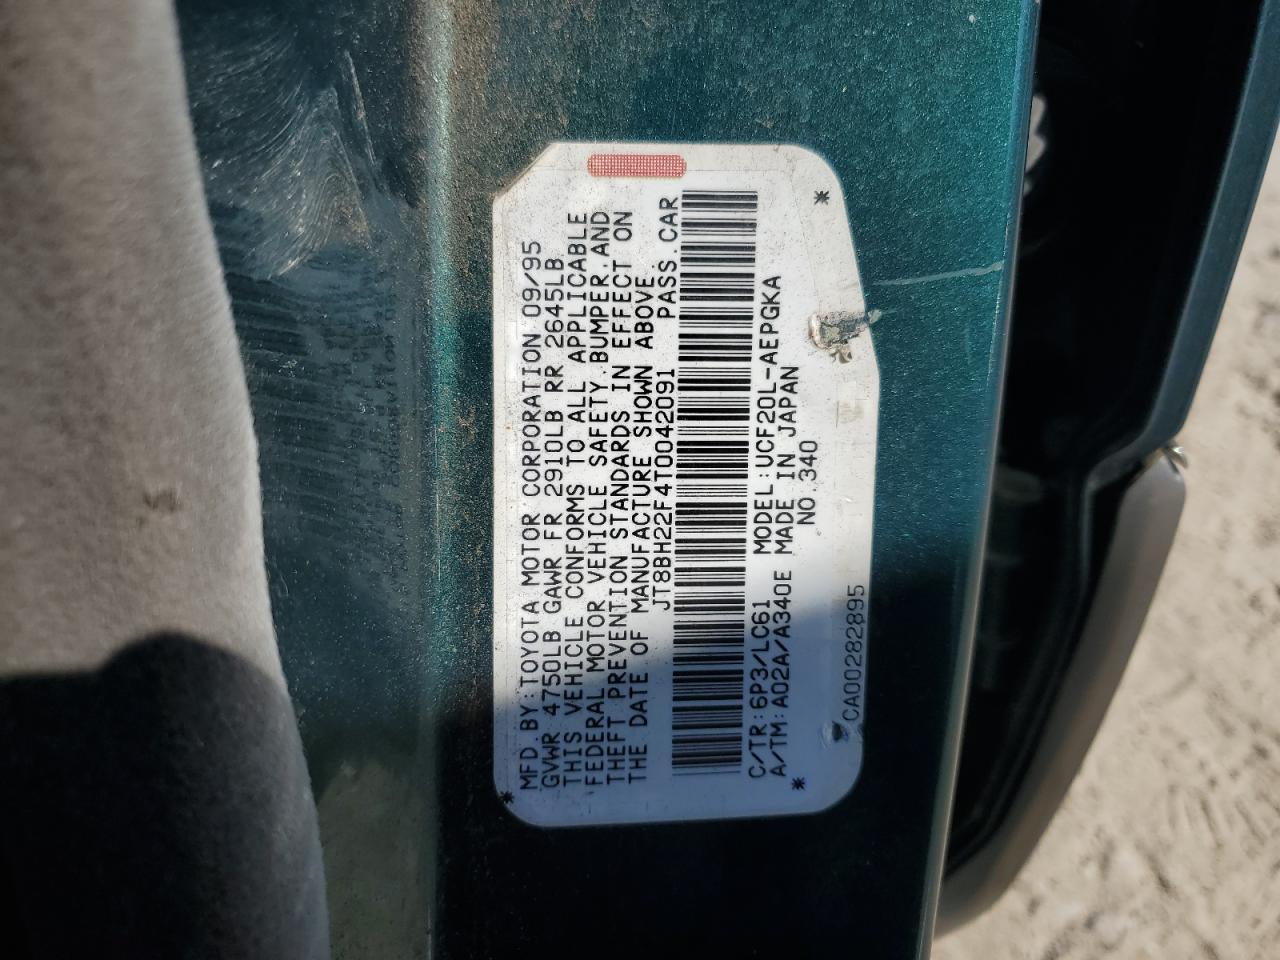 MFD.BY:TOYOTA MOTOR CORPORATION 09/95
GVWR 4750LB GAWR FR 2910LB RR 2645LB
THIS VEHICLE CONFORMS TO ALL APPLICABLE
FEDERAL MOTOR VEHICLE SAFETY.BUMPER.AND
THEFT PREVENTION STANDARDS IN EFFECT ON
THE DATE OF MANUFACTURE SHOWN ABOVE.
JT8BH22F4T0042091 PASS.CAR
C/TR:6P3/LC61 MODEL:UCF20L-AEPGKA
A/TM:A02A/A340E MADE IN JAPAN
NO.340
CA00282895